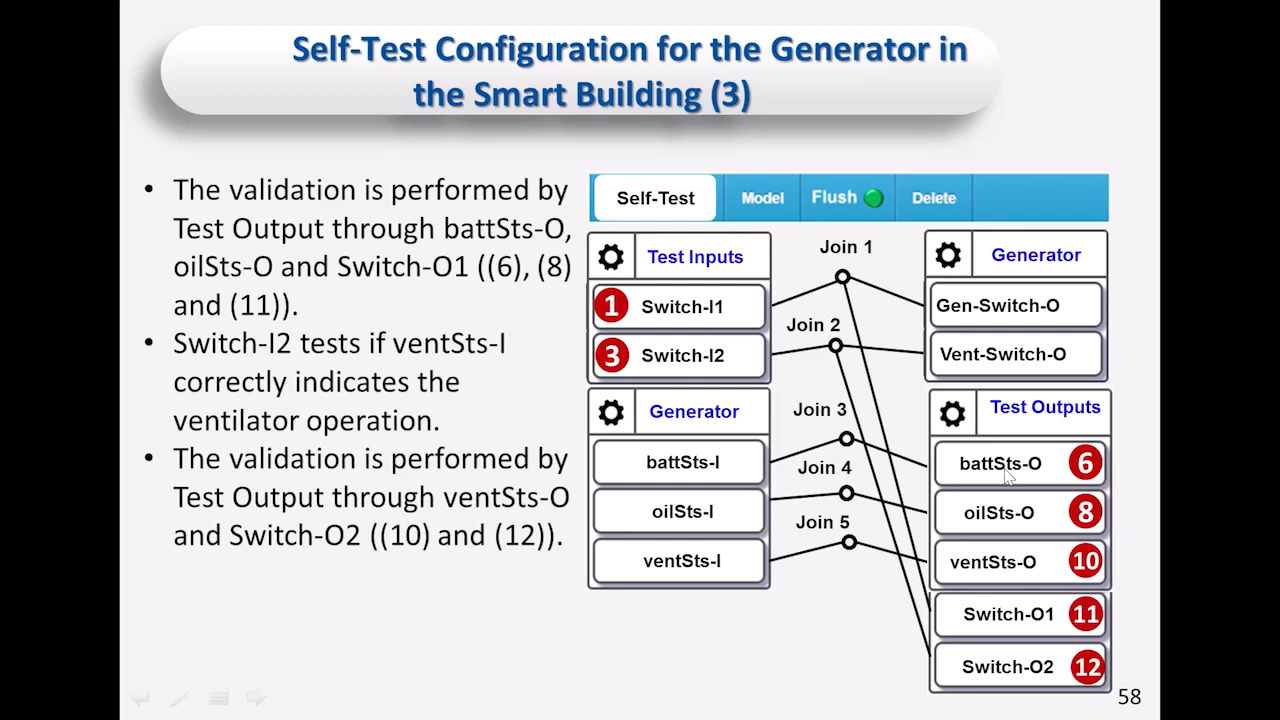 Self-Test Configuration for the Generator in
the Smart Building (3)
• The validation is performed by
Test Output through battSts-O,
oilSts-O and Switch-O1 ((6), (8)
and (11)).
• Switch-I2 tests if ventSts-I
correctly indicates the
ventilator operation.
• The validation is performed by
Test Output through ventSts-O
and Switch-O2 ((10) and (12)).
Self-Test
Model
Flush
Delete
Test Inputs
1 Switch-I1
3 Switch-I2
Generator
battSts-I
oilSts-I
ventSts-I
Join 1
Join 2
Join 3
Join 4
Join 5
Generator
Gen-Switch-O
Vent-Switch-O
Test Outputs
battSts-O 6
oilSts-O 8
ventSts-O 10
Switch-O1 11
Switch-O2 12
58